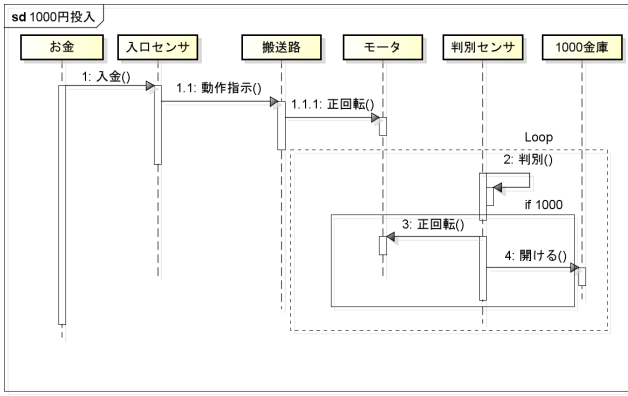 sd 1000円投入
お金
入口センサ
搬送路
モータ
判別センサ
1000金庫
1: 入金()
1.1: 動作指示()
1.1.1: 正回転()
Loop
2: 判別()
if 1000
3: 正回転()
4: 開ける()